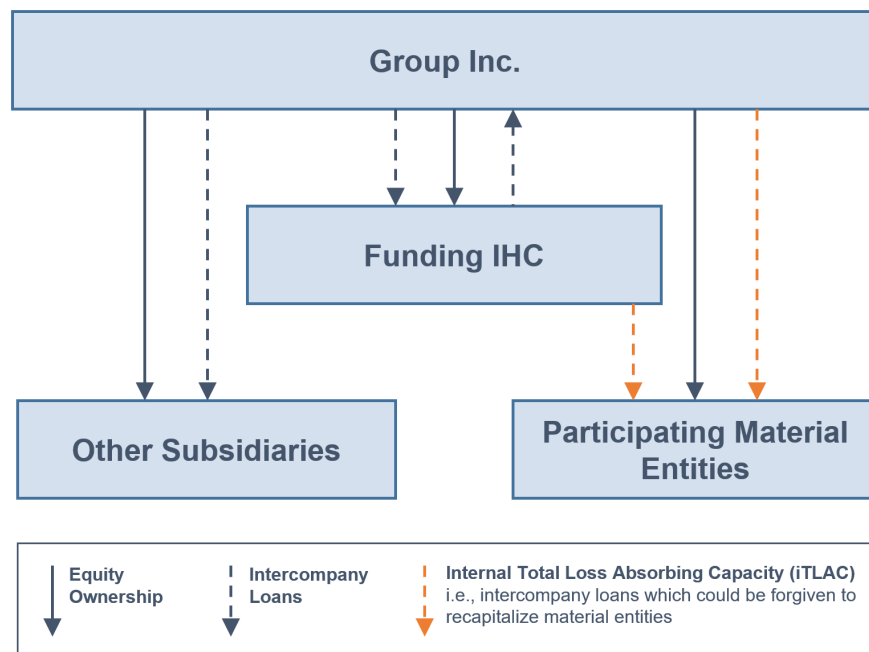 Group Inc.
Funding IHC
Other Subsidiaries
Participating Material
Entities
Equity
Ownership
Intercompany
Loans
Internal Total Loss Absorbing Capacity (iTLAC)
i.e., intercompany loans which could be forgiven to
recapitalize material entities